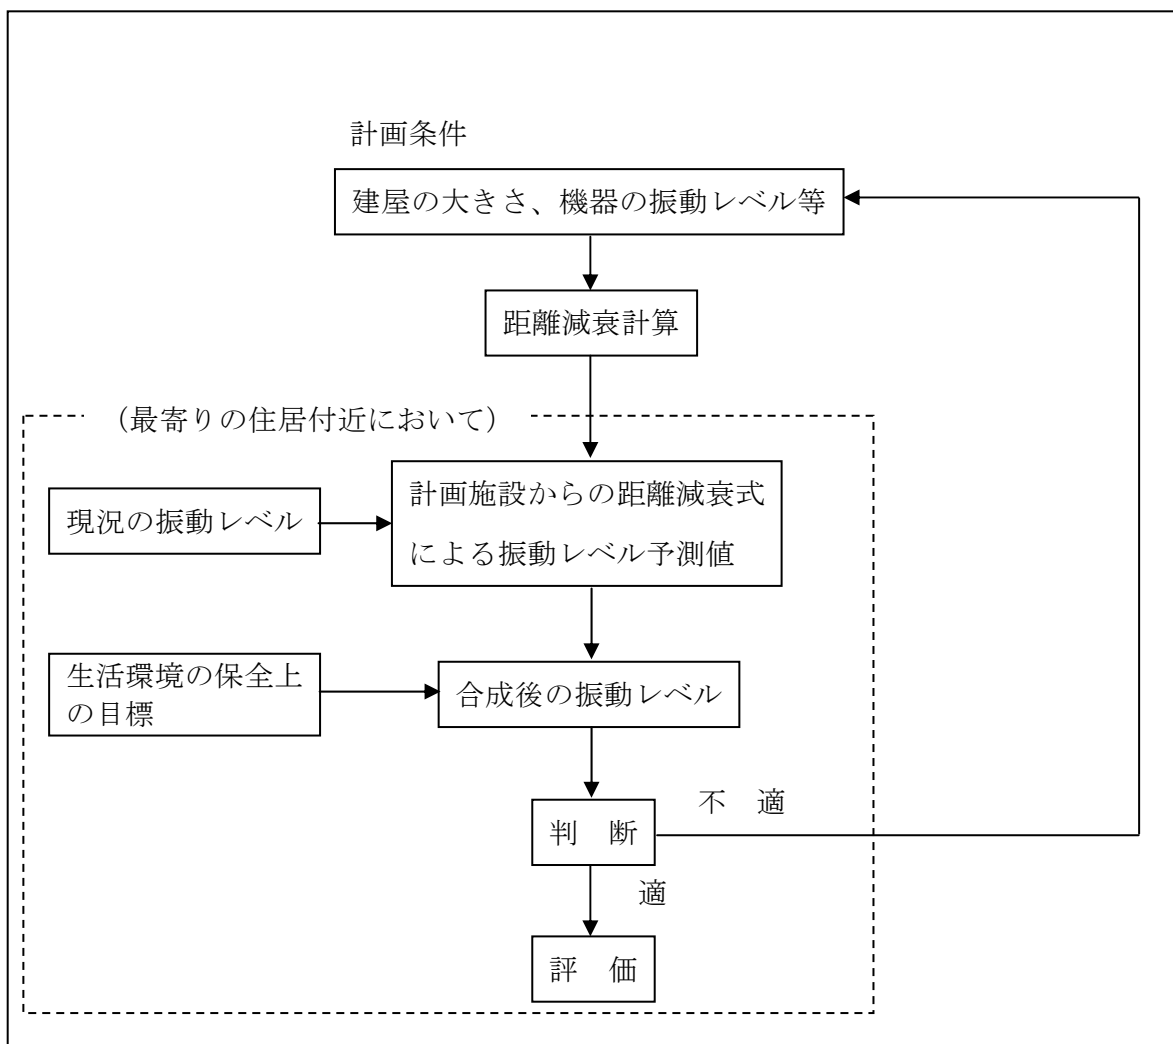 計画条件
建屋の大きさ、機器の振動レベル等
距離減衰計算
（最寄りの住居付近において）
現況の振動レベル
計画施設からの距離減衰式
による振動レベル予測値
生活環境の保全上
の目標
合成後の振動レベル
不　適
判　断
適
評　価